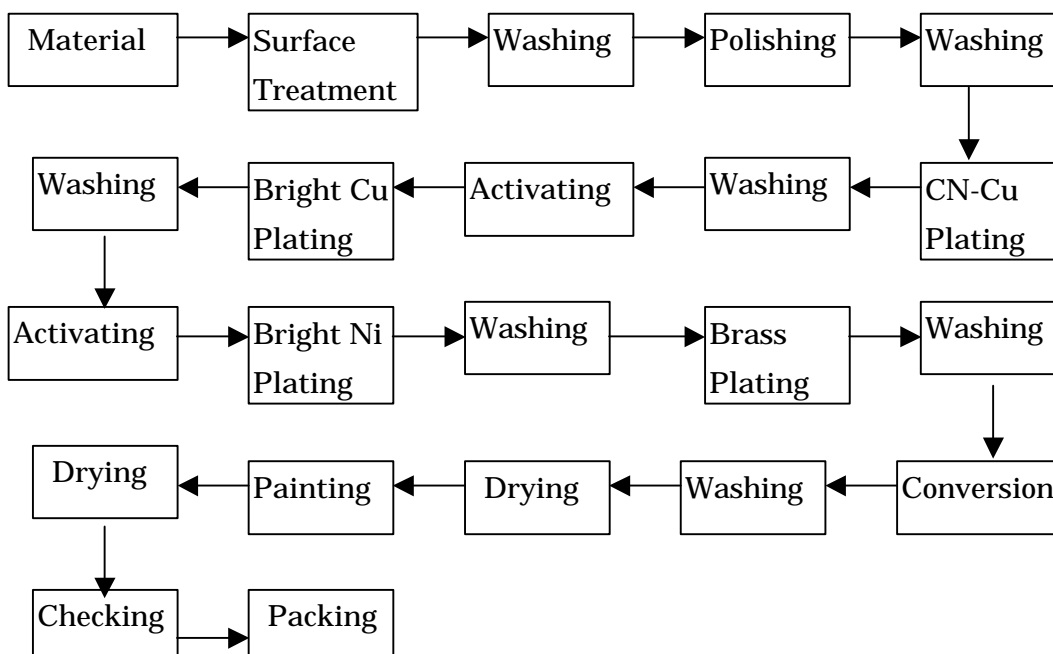 Material
Surface
Treatment
Washing
Polishing
Washing
Washing
Bright Cu
Plating
Activating
Washing
CN-Cu
Plating
Activating
Bright Ni
Plating
Washing
Brass
Plating
Washing
Drying
Painting
Drying
Washing
Conversion
Checking
Packing